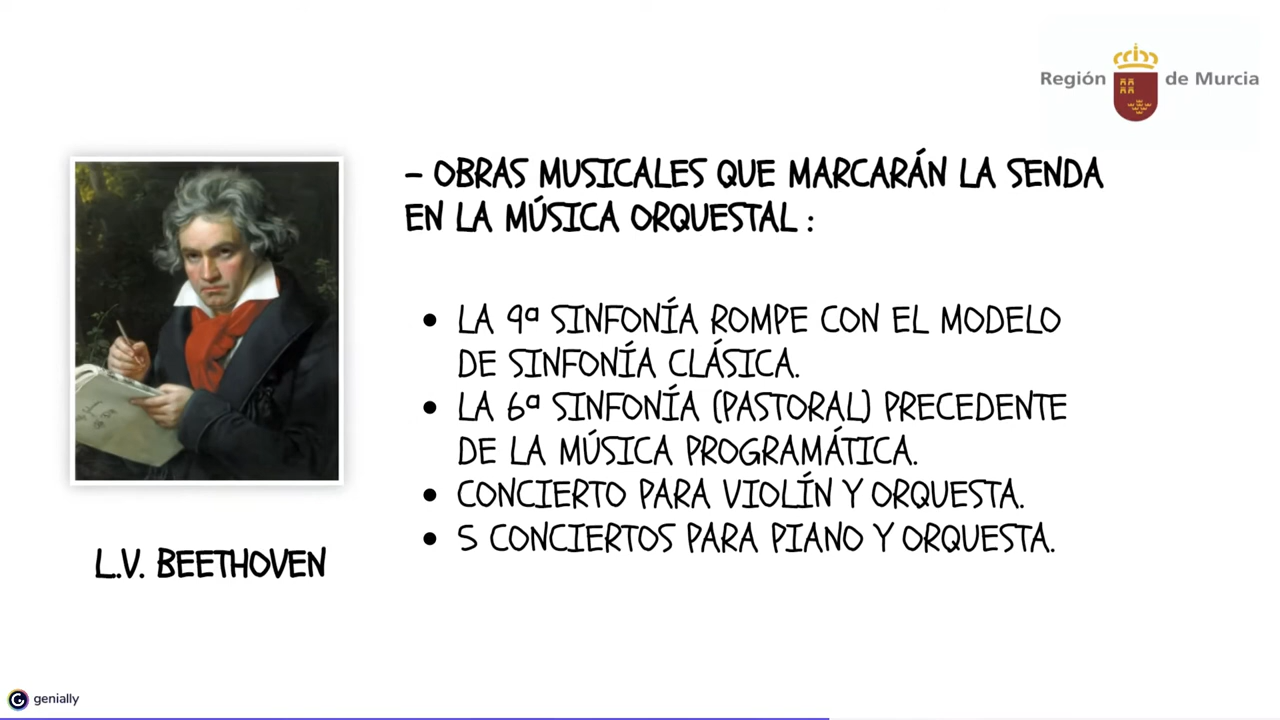 Región de Murcia
- OBRAS MUSICALES QUE MARCARÁN LA SENDA
EN LA MÚSICA ORQUESTAL :
• LA 9ª SINFONÍA ROMPE CON EL MODELO
DE SINFONÍA CLÁSICA.
• LA 6ª SINFONÍA (PASTORAL) PRECEDENTE
DE LA MÚSICA PROGRAMÁTICA.
• CONCIERTO PARA VIOLÍN Y ORQUESTA.
• 5 CONCIERTOS PARA PIANO Y ORQUESTA.
L.V. BEETHOVEN
genially